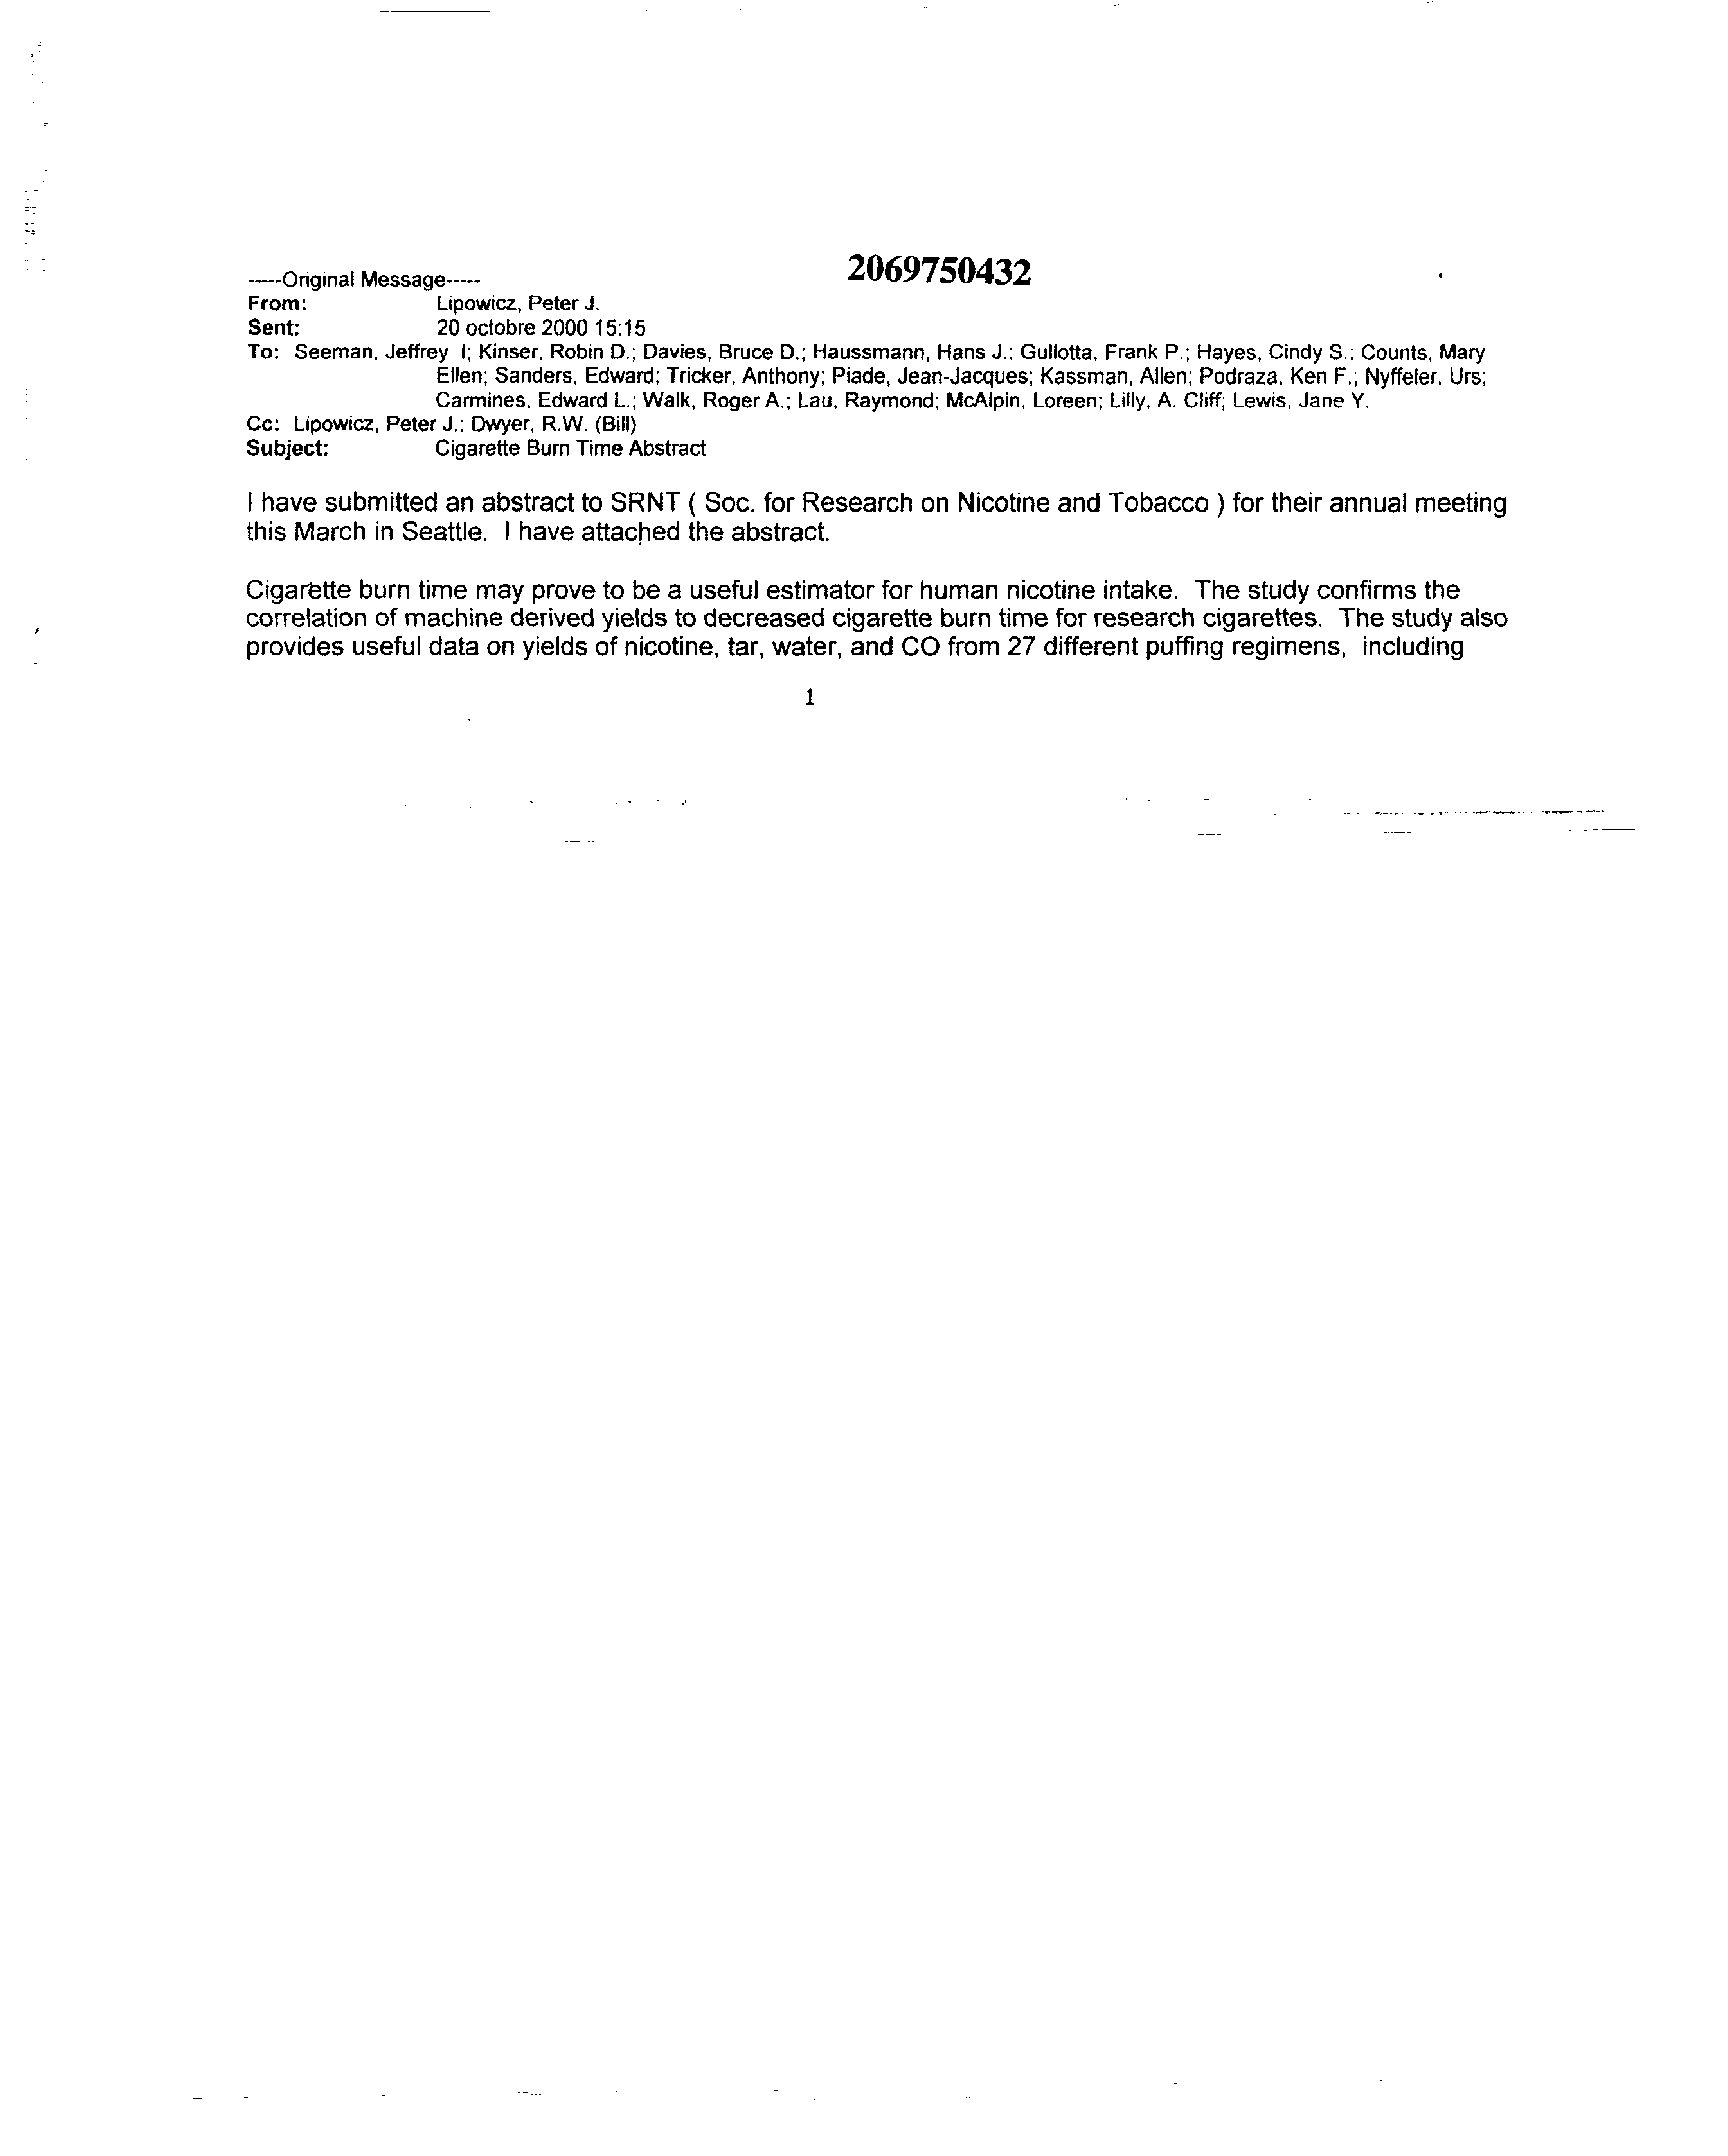 2069750432
-----Original Message-----
From: Lipowicz, Peter J.
Sent: 20 octobre 2000 15:15
To: Seeman, Jeffrey I; Kinser, Robin D.; Davies, Bruce D.; Haussmann, Hans J.; Gullotta, Frank P.; Hayes, Cindy S.; Counts, Mary
Ellen; Sanders, Edward; Tricker, Anthony; Piade, Jean-Jacques; Kassman, Allen; Podraza, Ken F.; Nyffeler, Urs;
Carmines, Edward L.; Walk, Roger A.; Lau, Raymond; McAlpin, Loreen; Lilly, A. Cliff; Lewis, Jane Y.
Cc: Lipowicz, Peter J.; Dwyer, R.W. (Bill)
Subject: Cigarette Burn Time Abstract
I have submitted an abstract to SRNT ( Soc. for Research on Nicotine and Tobacco ) for their annual meeting
this March in Seattle. I have attached the abstract.
Cigarette burn time may prove to be a useful estimator for human nicotine intake. The study confirms the
correlation of machine derived yields to decreased cigarette burn time for research cigarettes. The study also
provides useful data on yields of nicotine, tar, water, and CO from 27 different puffing regimens, including
1